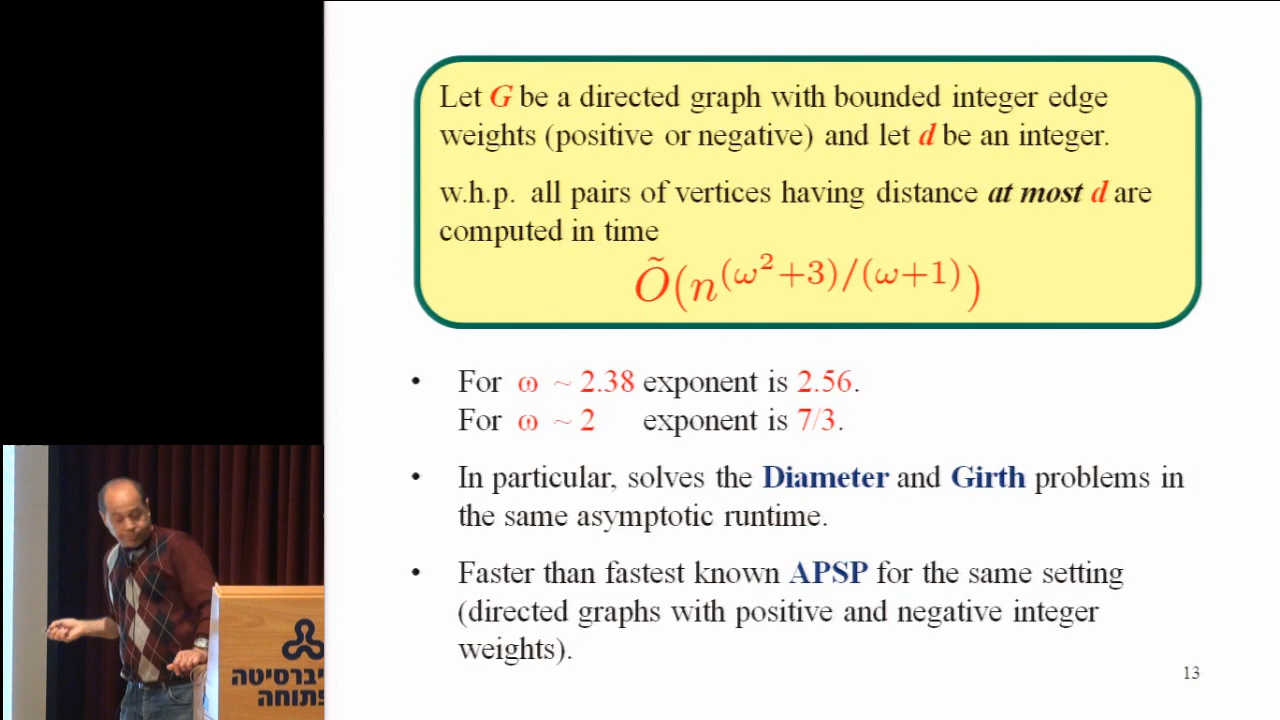 Let G be a directed graph with bounded integer edge
weights (positive or negative) and let d be an integer.
w.h.p. all pairs of vertices having distance at most d are
computed in time
Õ(n^{(ω²+3)/(ω+1)})
• For ω ~ 2.38 exponent is 2.56.
For ω ~ 2 exponent is 7/3.
• In particular, solves the Diameter and Girth problems in
the same asymptotic runtime.
• Faster than fastest known APSP for the same setting
(directed graphs with positive and negative integer
weights).
13
יברסיטה
פתוחה